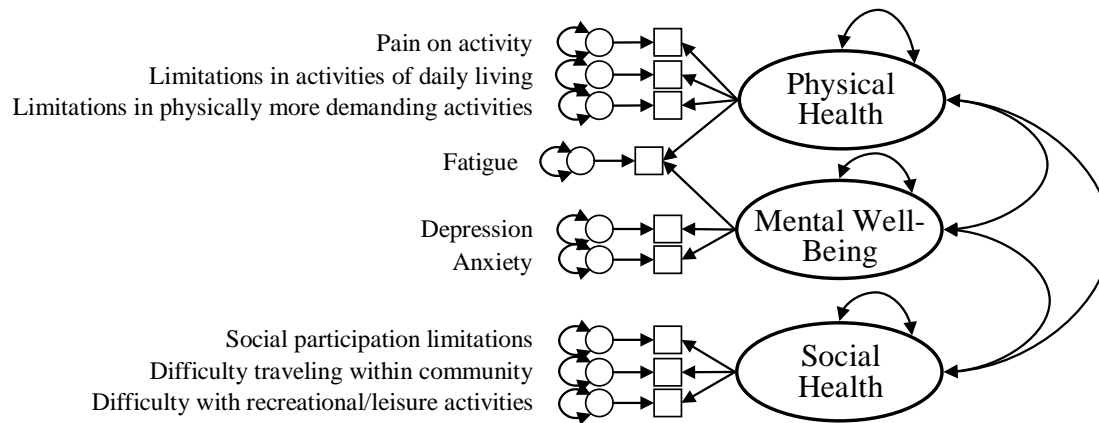 Pain on activity
Limitations in activities of daily living
Limitations in physically more demanding activities
Fatigue
Depression
Anxiety
Social participation limitations
Difficulty traveling within community
Difficulty with recreational/leisure activities
Physical
Health
Mental Well-
Being
Social
Health